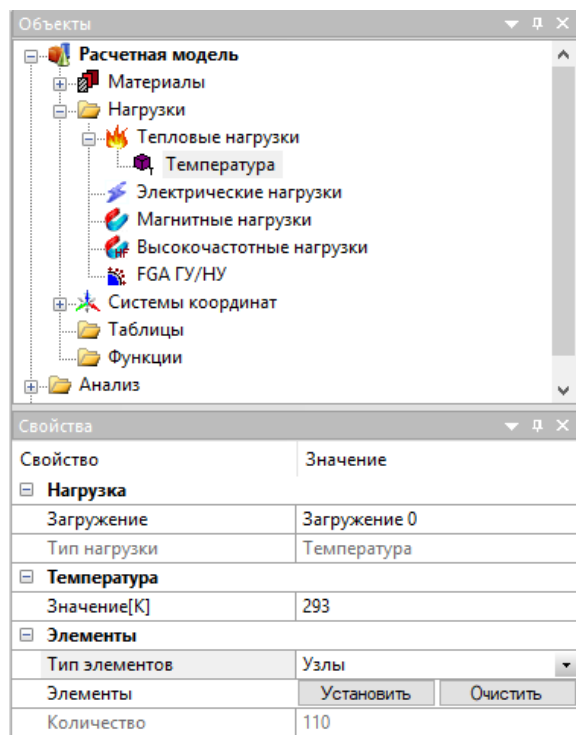 Объекты
Расчетная модель
Материалы
Нагрузки
Тепловые нагрузки
Температура
Электрические нагрузки
Магнитные нагрузки
Высокочастотные нагрузки
FGA ГУ/НУ
Системы координат
Таблицы
Функции
Анализ
Свойства
Свойство Значение
Нагрузка
Загружение Загружение 0
Тип нагрузки Температура
Температура
Значение[K] 293
Элементы
Тип элементов Узлы
Элементы Установить Очистить
Количество 110